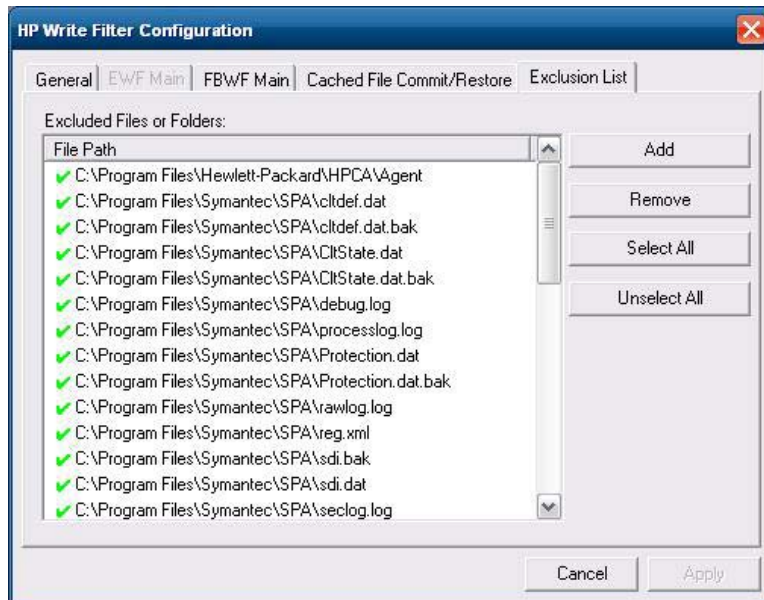 HP Write Filter Configuration
General EWF Main FBWF Main Cached File Commit/Restore Exclusion List
Excluded Files or Folders:
File Path
C:\Program Files\Hewlett-Packard\HPCA\Agent
C:\Program Files\Symantec\SPA\cltdef.dat
C:\Program Files\Symantec\SPA\cltdef.dat.bak
C:\Program Files\Symantec\SPA\CltState.dat
C:\Program Files\Symantec\SPA\CltState.dat.bak
C:\Program Files\Symantec\SPA\debug.log
C:\Program Files\Symantec\SPA\processlog.log
C:\Program Files\Symantec\SPA\Protection.dat
C:\Program Files\Symantec\SPA\Protection.dat.bak
C:\Program Files\Symantec\SPA\rawlog.log
C:\Program Files\Symantec\SPA\reg.xml
C:\Program Files\Symantec\SPA\sdi.bak
C:\Program Files\Symantec\SPA\sdi.dat
C:\Program Files\Symantec\SPA\seclog.log
Add
Remove
Select All
Unselect All
Cancel Apply